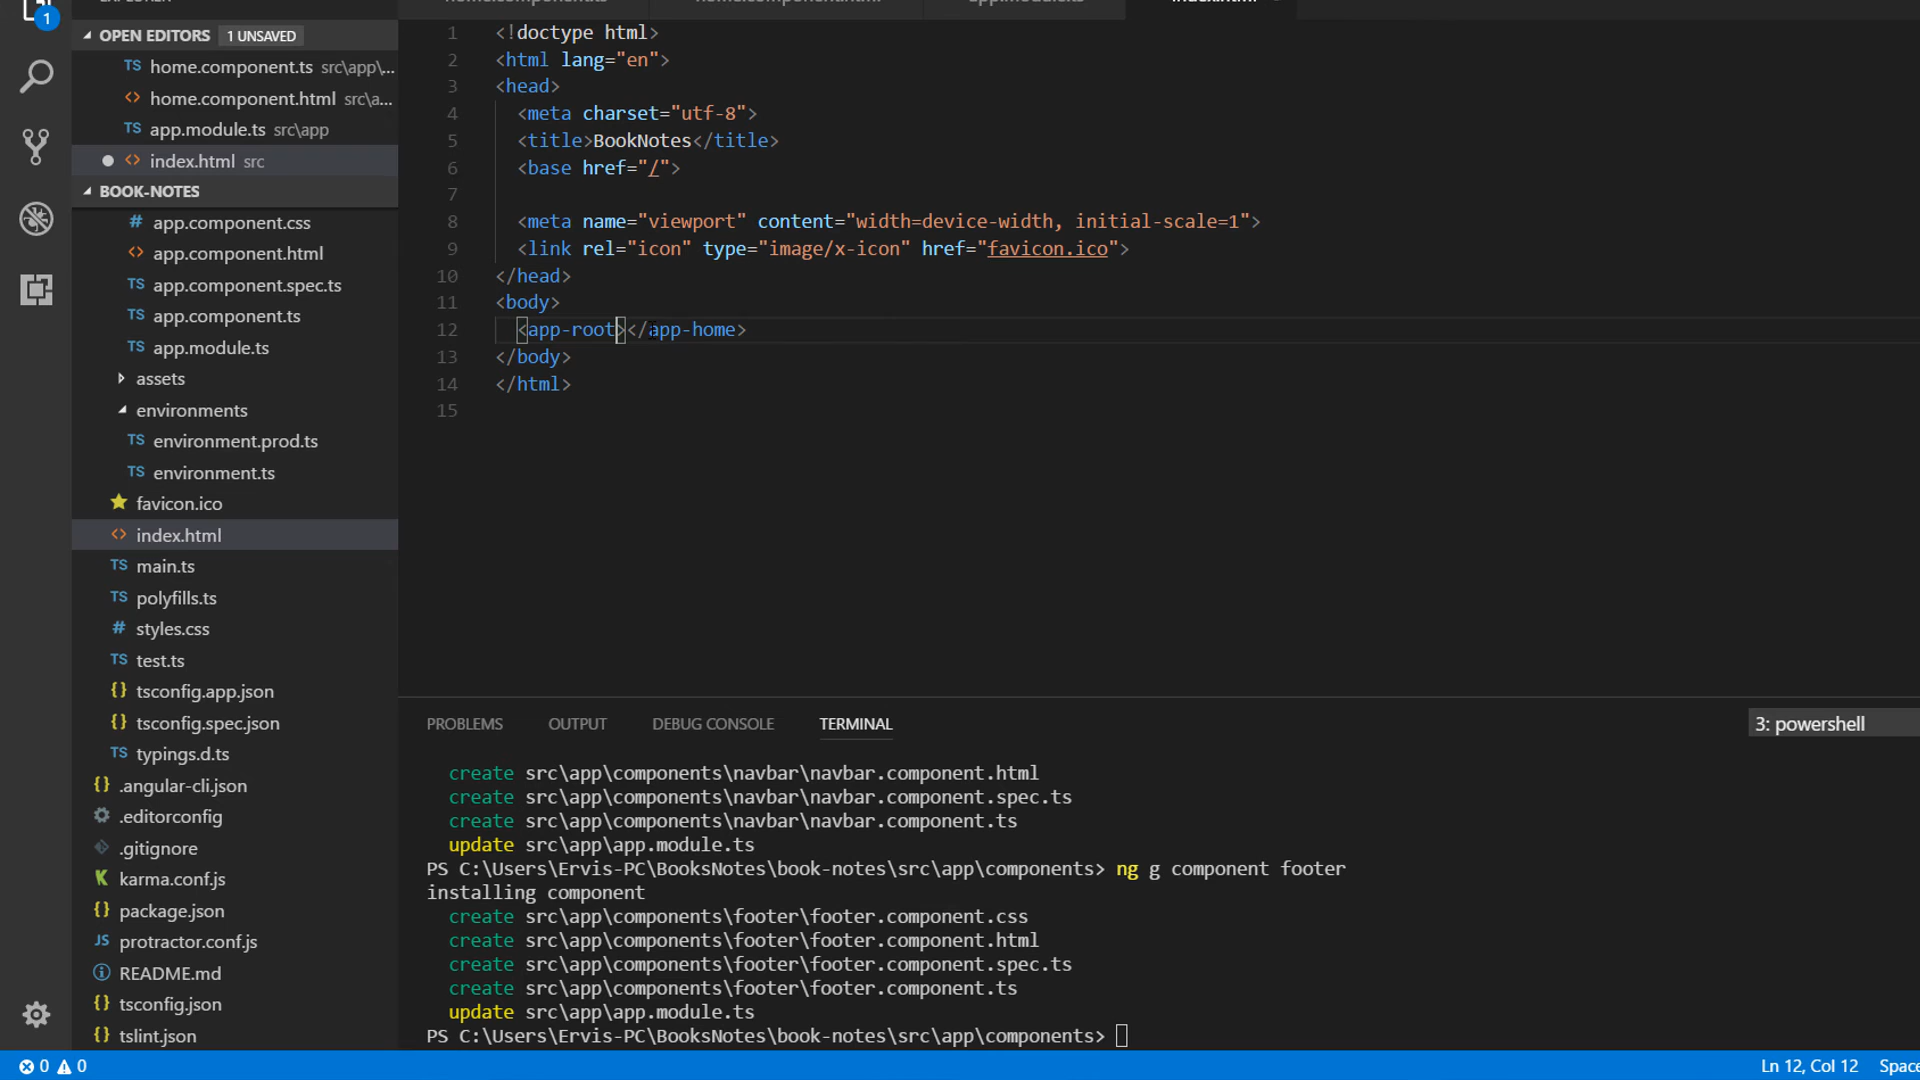 1
OPEN EDITORS 1 UNSAVED
TS home.component.ts src\app\...
<> home.component.html src\a...
TS app.module.ts src\app
<> index.html src
BOOK-NOTES
# app.component.css
<> app.component.html
TS app.component.spec.ts
TS app.component.ts
TS app.module.ts
assets
environments
TS environment.prod.ts
TS environment.ts
favicon.ico
<> index.html
TS main.ts
TS polyfills.ts
# styles.css
TS test.ts
{} tsconfig.app.json
{} tsconfig.spec.json
TS typings.d.ts
{} .angular-cli.json
.editorconfig
.gitignore
K karma.conf.js
{} package.json
JS protractor.conf.js
README.md
{} tsconfig.json
{} tslint.json
1 <!doctype html>
2 <html lang="en">
3 <head>
4 <meta charset="utf-8">
5 <title>BookNotes</title>
6 <base href="/">
7
8 <meta name="viewport" content="width=device-width, initial-scale=1">
9 <link rel="icon" type="image/x-icon" href="favicon.ico">
10 </head>
11 <body>
12 <app-root></app-home>
13 </body>
14 </html>
15
PROBLEMS OUTPUT DEBUG CONSOLE TERMINAL 3: powershell
create src\app\components\navbar\navbar.component.html
create src\app\components\navbar\navbar.component.spec.ts
create src\app\components\navbar\navbar.component.ts
update src\app\app.module.ts
PS C:\Users\Ervis-PC\BooksNotes\book-notes\src\app\components> ng g component footer
installing component
create src\app\components\footer\footer.component.css
create src\app\components\footer\footer.component.html
create src\app\components\footer\footer.component.spec.ts
create src\app\components\footer\footer.component.ts
update src\app\app.module.ts
PS C:\Users\Ervis-PC\BooksNotes\book-notes\src\app\components>
0 0 Ln 12, Col 12